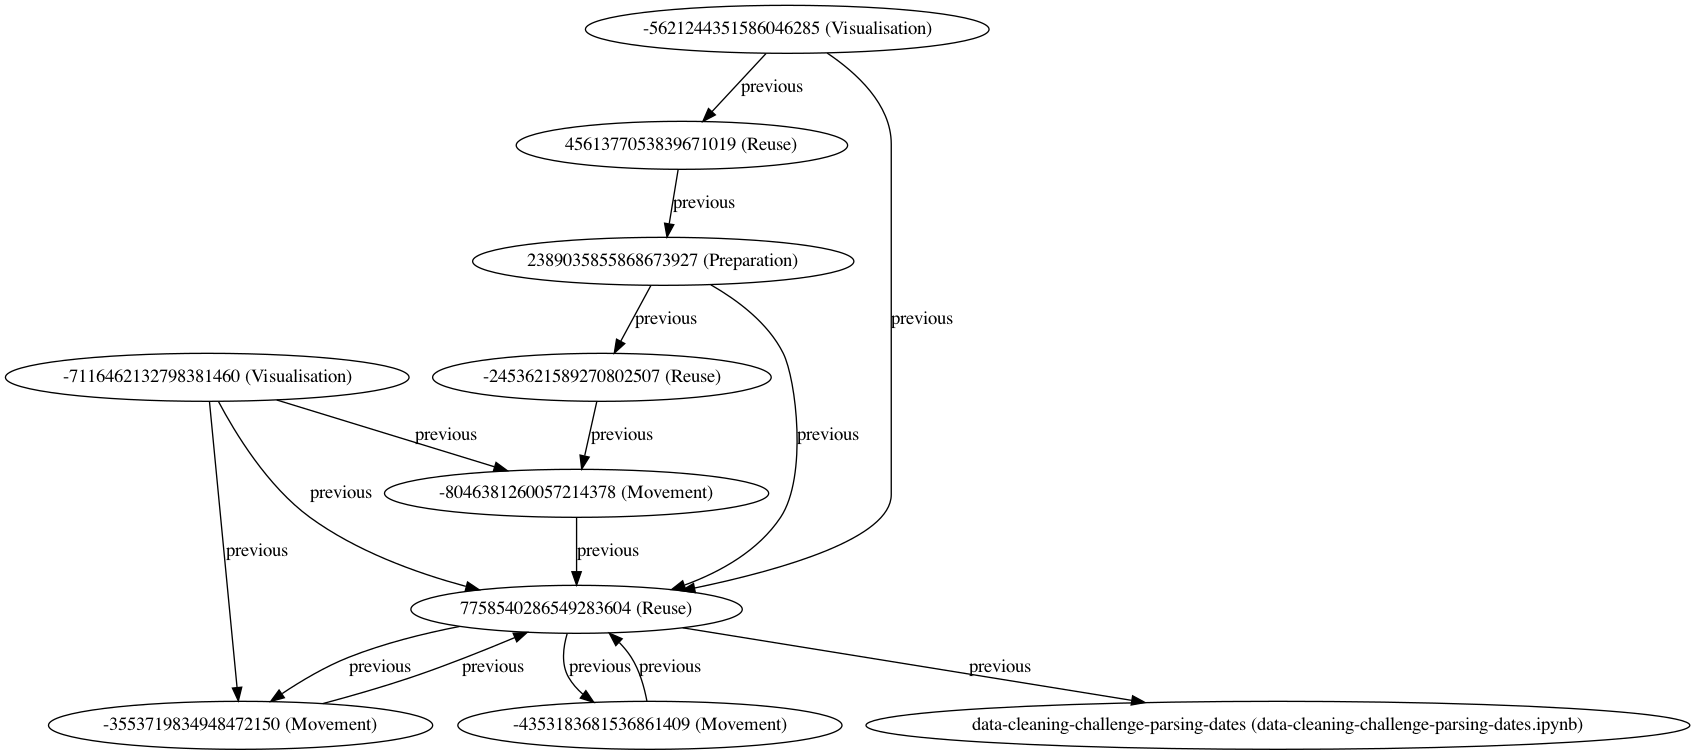 -5621244351586046285 (Visualisation)
previous
4561377053839671019 (Reuse)
previous
2389035855868673927 (Preparation)
previous
previous
-7116462132798381460 (Visualisation)
-2453621589270802507 (Reuse)
previous
previous
previous
-8046381260057214378 (Movement)
previous
previous
previous
7758540286549283604 (Reuse)
previous
previous
previous
previous
previous
-3553719834948472150 (Movement)
-4353183681536861409 (Movement)
data-cleaning-challenge-parsing-dates (data-cleaning-challenge-parsing-dates.ipynb)